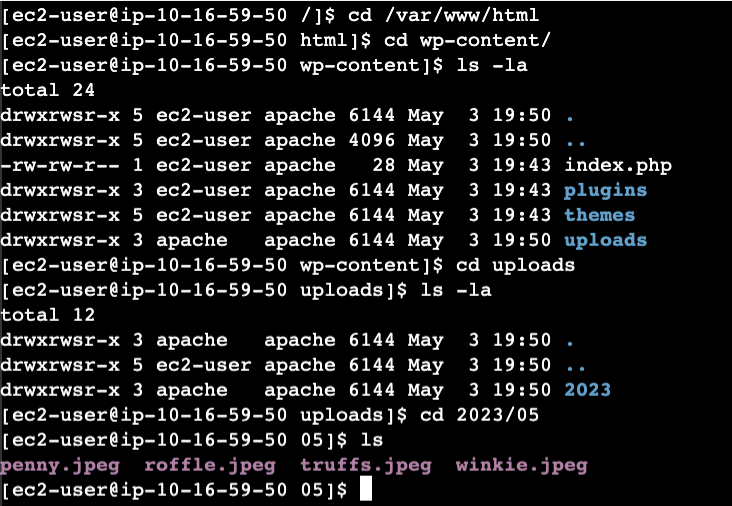 [ec2-user@ip-10-16-59-50 /]$ cd /var/www/html
[ec2-user@ip-10-16-59-50 html]$ cd wp-content/
[ec2-user@ip-10-16-59-50 wp-content]$ ls -la
total 24
drwxrwsr-x 5 ec2-user apache 6144 May  3 19:50 .
drwxrwsr-x 5 ec2-user apache 4096 May  3 19:50 ..
-rw-rw-r-- 1 ec2-user apache   28 May  3 19:43 index.php
drwxrwsr-x 3 ec2-user apache 6144 May  3 19:43 plugins
drwxrwsr-x 5 ec2-user apache 6144 May  3 19:43 themes
drwxrwsr-x 3 apache   apache 6144 May  3 19:50 uploads
[ec2-user@ip-10-16-59-50 wp-content]$ cd uploads
[ec2-user@ip-10-16-59-50 uploads]$ ls -la
total 12
drwxrwsr-x 3 apache   apache 6144 May  3 19:50 .
drwxrwsr-x 5 ec2-user apache 6144 May  3 19:50 ..
drwxrwsr-x 3 apache   apache 6144 May  3 19:50 2023
[ec2-user@ip-10-16-59-50 uploads]$ cd 2023/05
[ec2-user@ip-10-16-59-50 05]$ ls
penny.jpeg  roffle.jpeg  truffs.jpeg  winkie.jpeg
[ec2-user@ip-10-16-59-50 05]$